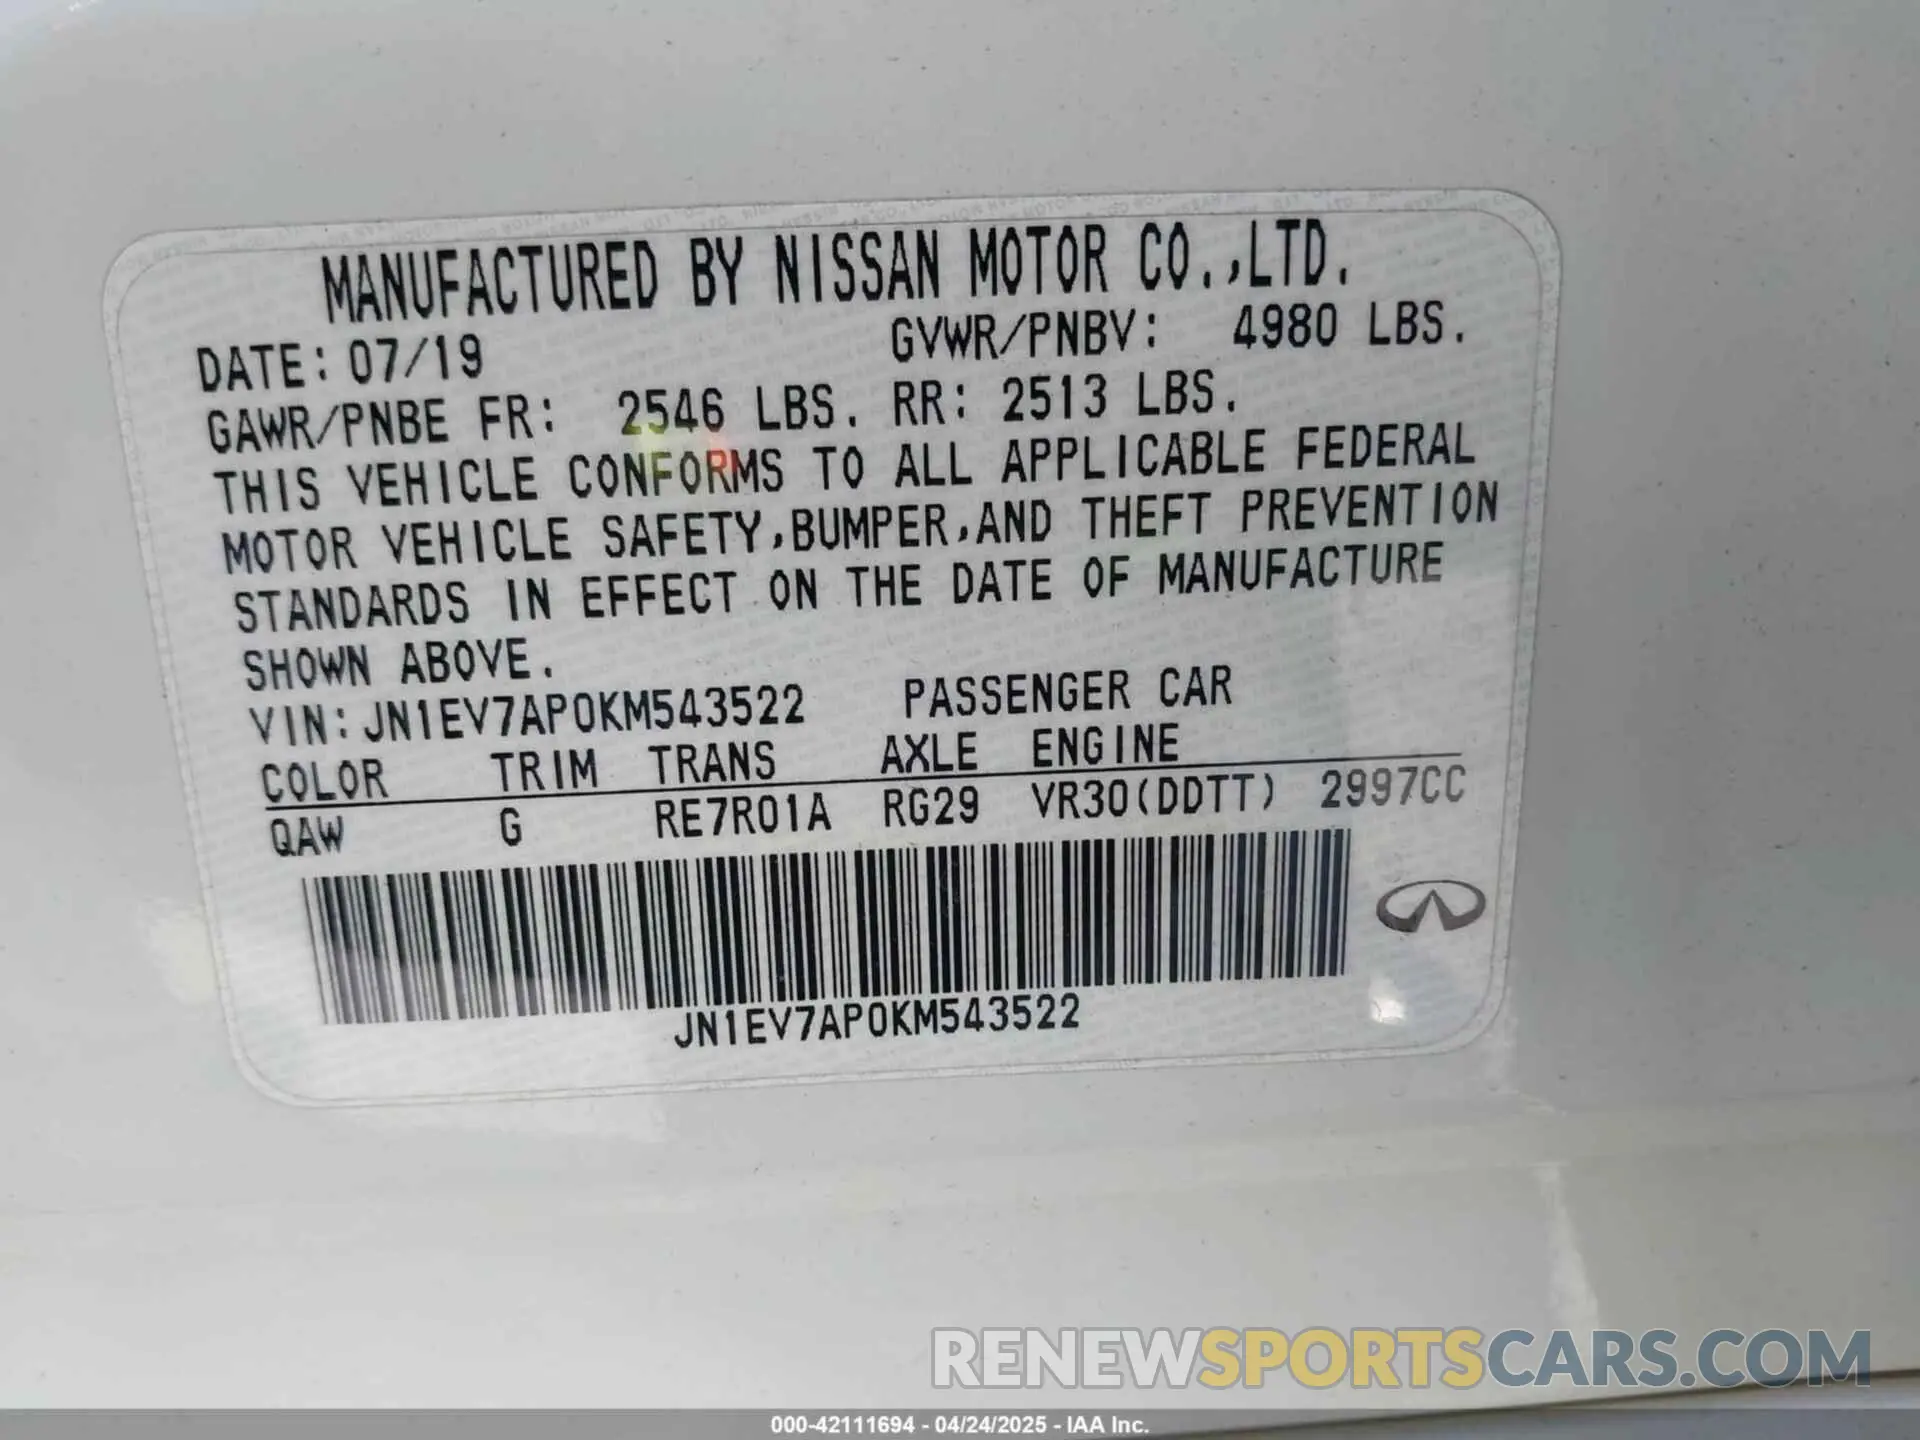 MANUFACTURED BY NISSAN MOTOR CO.,LTD.
DATE: 07/19 GVWR/PNBV: 4980 LBS.
GAWR/PNBE FR: 2546 LBS. RR: 2513 LBS.
THIS VEHICLE CONFORMS TO ALL APPLICABLE FEDERAL
MOTOR VEHICLE SAFETY,BUMPER,AND THEFT PREVENTION
STANDARDS IN EFFECT ON THE DATE OF MANUFACTURE
SHOWN ABOVE.
VIN: JN1EV7AP0KM543522 PASSENGER CAR
COLOR TRIM TRANS AXLE ENGINE
QAW G RE7R01A RG29 VR30(DDTT) 2997CC
JN1EV7AP0KM543522
RENEWSPORTSCARS.COM
000-42111694 - 04/24/2025 - IAA Inc.